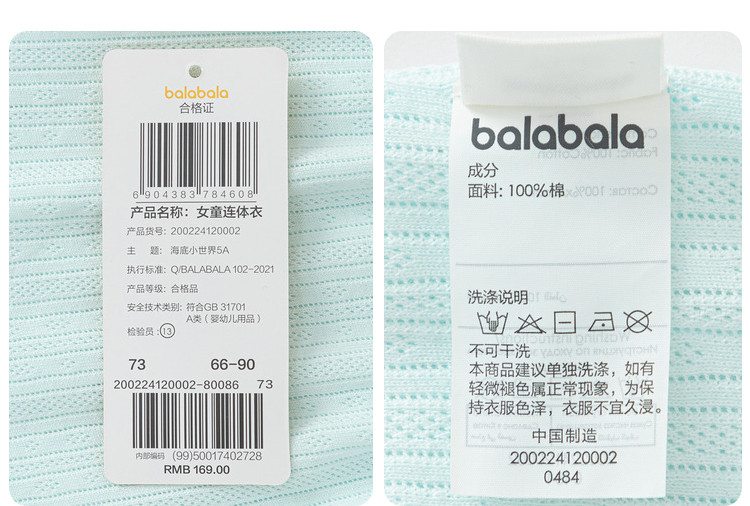 balabala
合格证
6 904383 784608
产品名称: 女童连体衣
产品货号: 200224120002
主 题: 海底小世界5A
执行标准: Q/BALABALA 102-2021
产品等级: 合格品
安全技术类别: 符合GB 31701
A类 (婴幼儿用品)
检验员: 13
73 66-90
200224120002-80086 73
内部编码 (99)50017402728
RMB 169.00
balabala
成分
面料: 100%棉
洗涤说明
不可干洗
本商品建议单独洗涤，如有
轻微褪色属正常现象，为保
持衣服色泽，衣服不宜久浸。
中国制造
200224120002
0484